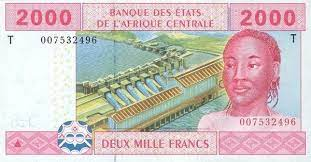 2000 BANQUE DES ÉTATS 2000
DE L'AFRIQUE CENTRALE
T 007532496 T
007532496
DEUX MILLE FRANCS